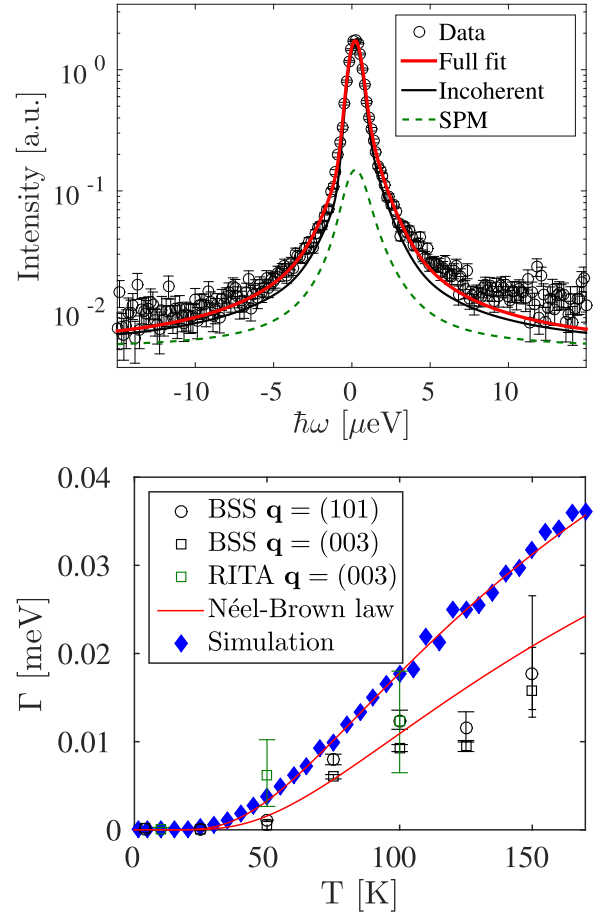 Intensity [a.u.]
10⁰
10⁻¹
10⁻²
Data
Full fit
Incoherent
SPM
-10 -5 0 5 10
ℏω [μeV]
Γ [meV]
0.04
0.03
0.02
0.01
0
BSS q = (101)
BSS q = (003)
RITA q = (003)
Néel-Brown law
Simulation
0 50 100 150
T [K]